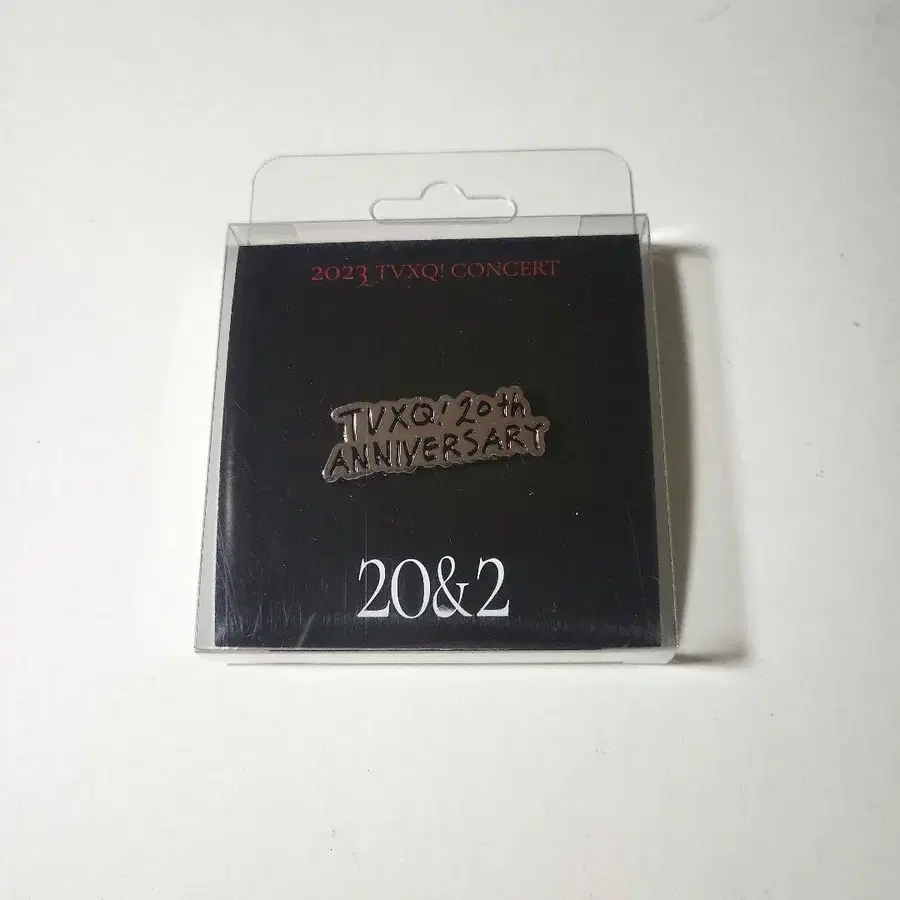 2023 TVXQ! CONCERT
TVXQ! 20th
ANNIVERSARY
20&2